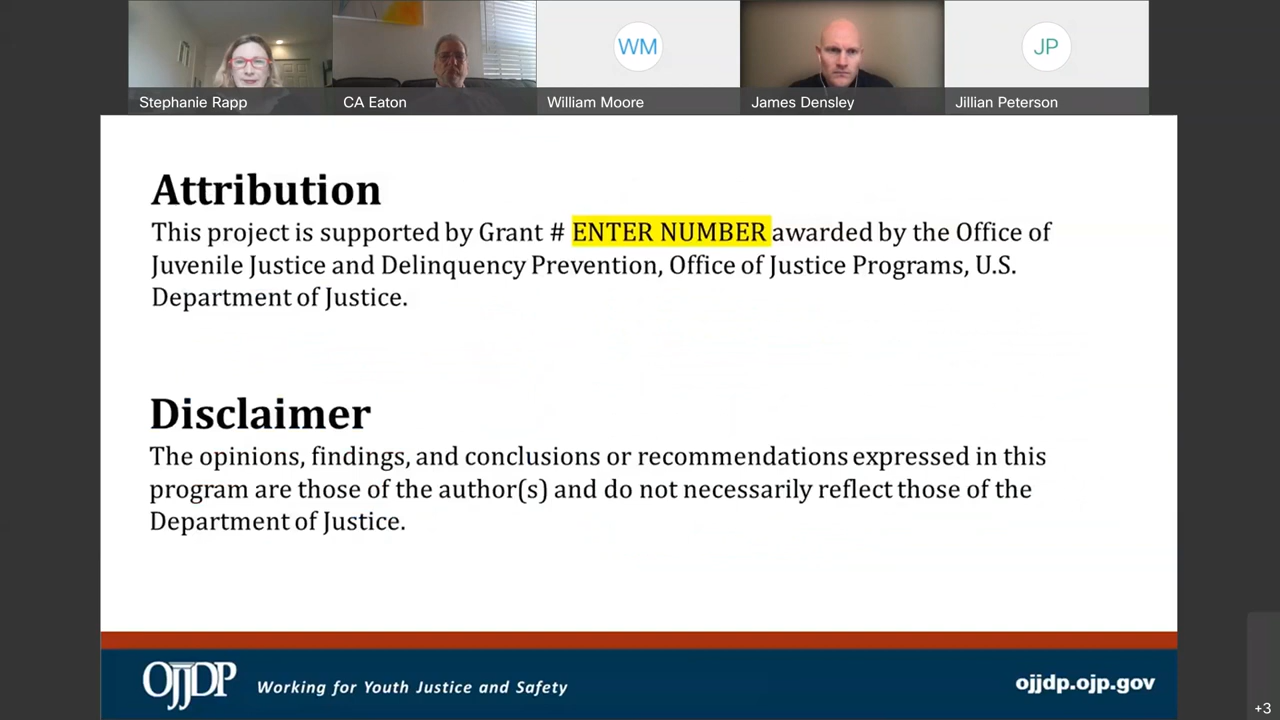 WM
JP
Stephanie Rapp
CA Eaton
William Moore
James Densley
Jillian Peterson
Attribution
This project is supported by Grant # ENTER NUMBER awarded by the Office of
Juvenile Justice and Delinquency Prevention, Office of Justice Programs, U.S.
Department of Justice.
Disclaimer
The opinions, findings, and conclusions or recommendations expressed in this
program are those of the author(s) and do not necessarily reflect those of the
Department of Justice.
OJJDP Working for Youth Justice and Safety
ojjdp.ojp.gov
+3